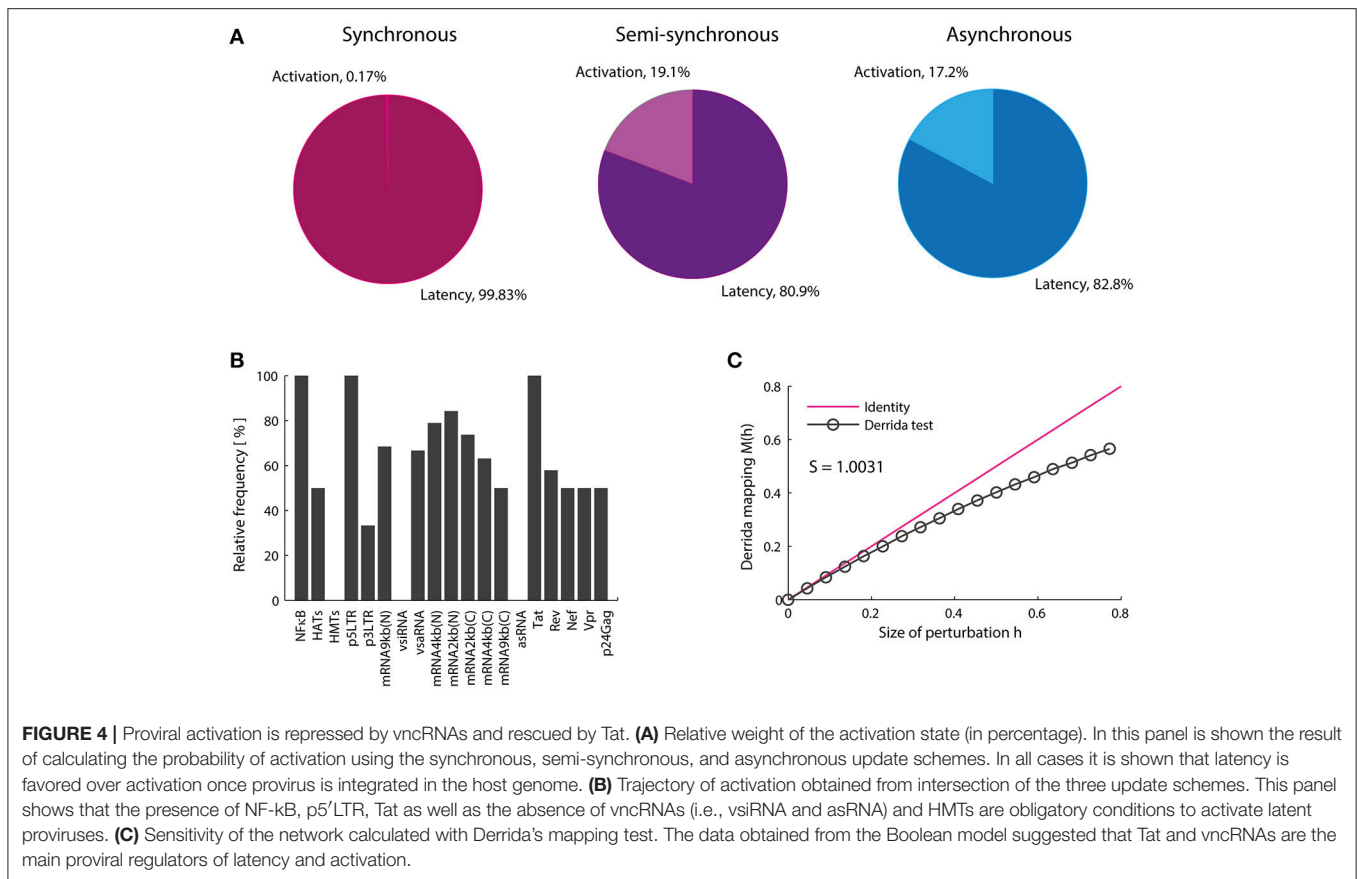 A
Synchronous
Semi-synchronous
Asynchronous
Activation, 0.17%
Activation, 19.1%
Activation, 17.2%
Latency, 99.83%
Latency, 80.9%
Latency, 82.8%
B
Relative frequency [ % ]
100
80
60
40
20
0
NFκB
HATs
HMTs
p5LTR
p3LTR
mRNA9kb(N)
vsiRNA
vsaRNA
mRNA4kb(N)
mRNA2kb(N)
mRNA2kb(C)
mRNA4kb(C)
mRNA9kb(C)
asRNA
Tat
Rev
Nef
Vpr
p24Gag
C
Derrida mapping M(h)
0.8
0.6
0.4
0.2
0
Identity
Derrida test
S = 1.0031
0 0.2 0.4 0.6 0.8
Size of perturbation h
FIGURE 4 | Proviral activation is repressed by vncRNAs and rescued by Tat. (A) Relative weight of the activation state (in percentage). In this panel is shown the result
of calculating the probability of activation using the synchronous, semi-synchronous, and asynchronous update schemes. In all cases it is shown that latency is
favored over activation once provirus is integrated in the host genome. (B) Trajectory of activation obtained from intersection of the three update schemes. This panel
shows that the presence of NF-kB, p5′LTR, Tat as well as the absence of vncRNAs (i.e., vsiRNA and asRNA) and HMTs are obligatory conditions to activate latent
proviruses. (C) Sensitivity of the network calculated with Derrida's mapping test. The data obtained from the Boolean model suggested that Tat and vncRNAs are the
main proviral regulators of latency and activation.